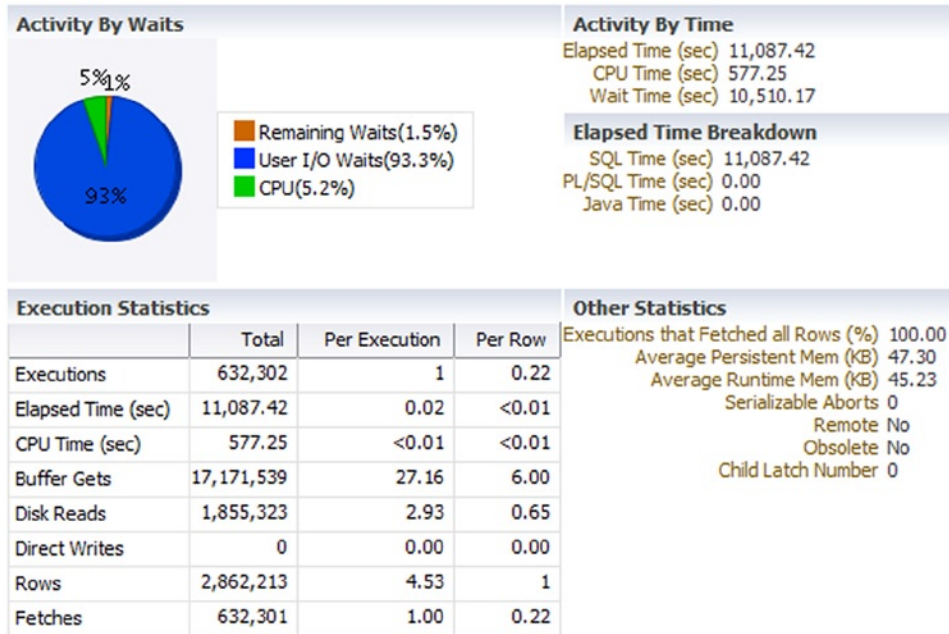 Activity By Waits
5%
1%
93%
Remaining Waits(1.5%)
User I/O Waits(93.3%)
CPU(5.2%)
Activity By Time
Elapsed Time (sec) 11,087.42
CPU Time (sec) 577.25
Wait Time (sec) 10,510.17
Elapsed Time Breakdown
SQL Time (sec) 11,087.42
PL/SQL Time (sec) 0.00
Java Time (sec) 0.00
Execution Statistics
Total Per Execution Per Row
Executions 632,302 1 0.22
Elapsed Time (sec) 11,087.42 0.02 <0.01
CPU Time (sec) 577.25 <0.01 <0.01
Buffer Gets 17,171,539 27.16 6.00
Disk Reads 1,855,323 2.93 0.65
Direct Writes 0 0.00 0.00
Rows 2,862,213 4.53 1
Fetches 632,301 1.00 0.22
Other Statistics
Executions that Fetched all Rows (%) 100.00
Average Persistent Mem (KB) 47.30
Average Runtime Mem (KB) 45.23
Serializable Aborts 0
Remote No
Obsolete No
Child Latch Number 0